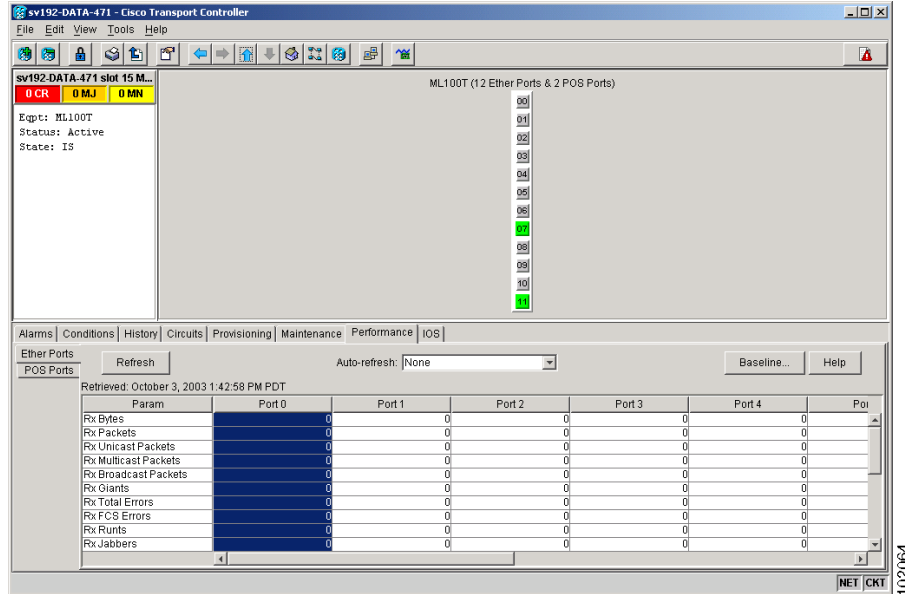 sv192-DATA-471 - Cisco Transport Controller
File Edit View Tools Help
sv192-DATA-471 slot 15 M...
0 CR 0 MJ 0 MN
Eqpt: ML100T
Status: Active
State: IS
ML100T (12 Ether Ports & 2 POS Ports)
00
01
02
03
04
05
06
07
08
09
10
11
Alarms Conditions History Circuits Provisioning Maintenance Performance IOS
Ether Ports
POS Ports
Refresh Auto-refresh: None Baseline... Help
Retrieved: October 3, 2003 1:42:58 PM PDT
Param Port 0 Port 1 Port 2 Port 3 Port 4 Por
Rx Bytes 0 0 0 0 0
Rx Packets 0 0 0 0 0
Rx Unicast Packets 0 0 0 0 0
Rx Multicast Packets 0 0 0 0 0
Rx Broadcast Packets 0 0 0 0 0
Rx Giants 0 0 0 0 0
Rx Total Errors 0 0 0 0 0
Rx FCS Errors 0 0 0 0 0
Rx Runts 0 0 0 0 0
Rx Jabbers 0 0 0 0 0
NET CKT
102064